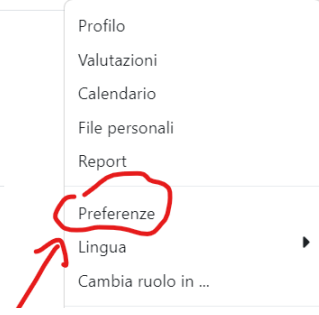 Profilo
Valutazioni
Calendario
File personali
Report
Preferenze
Lingua
Cambia ruolo in ...